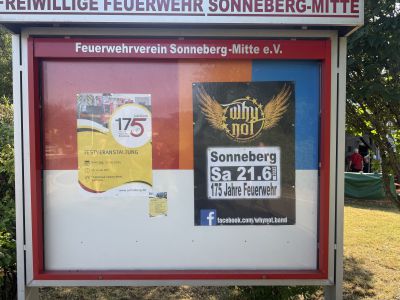 FREIWILLIGE FEUERWEHR SONNEBERG-MITTE
Feuerwehrverein Sonneberg-Mitte e.V.
175
FESTVERANSTALTUNG
why
not
Sonneberg
Sa 21.6
175 Jahre Feuerwehr
facebook.com/whynot.band